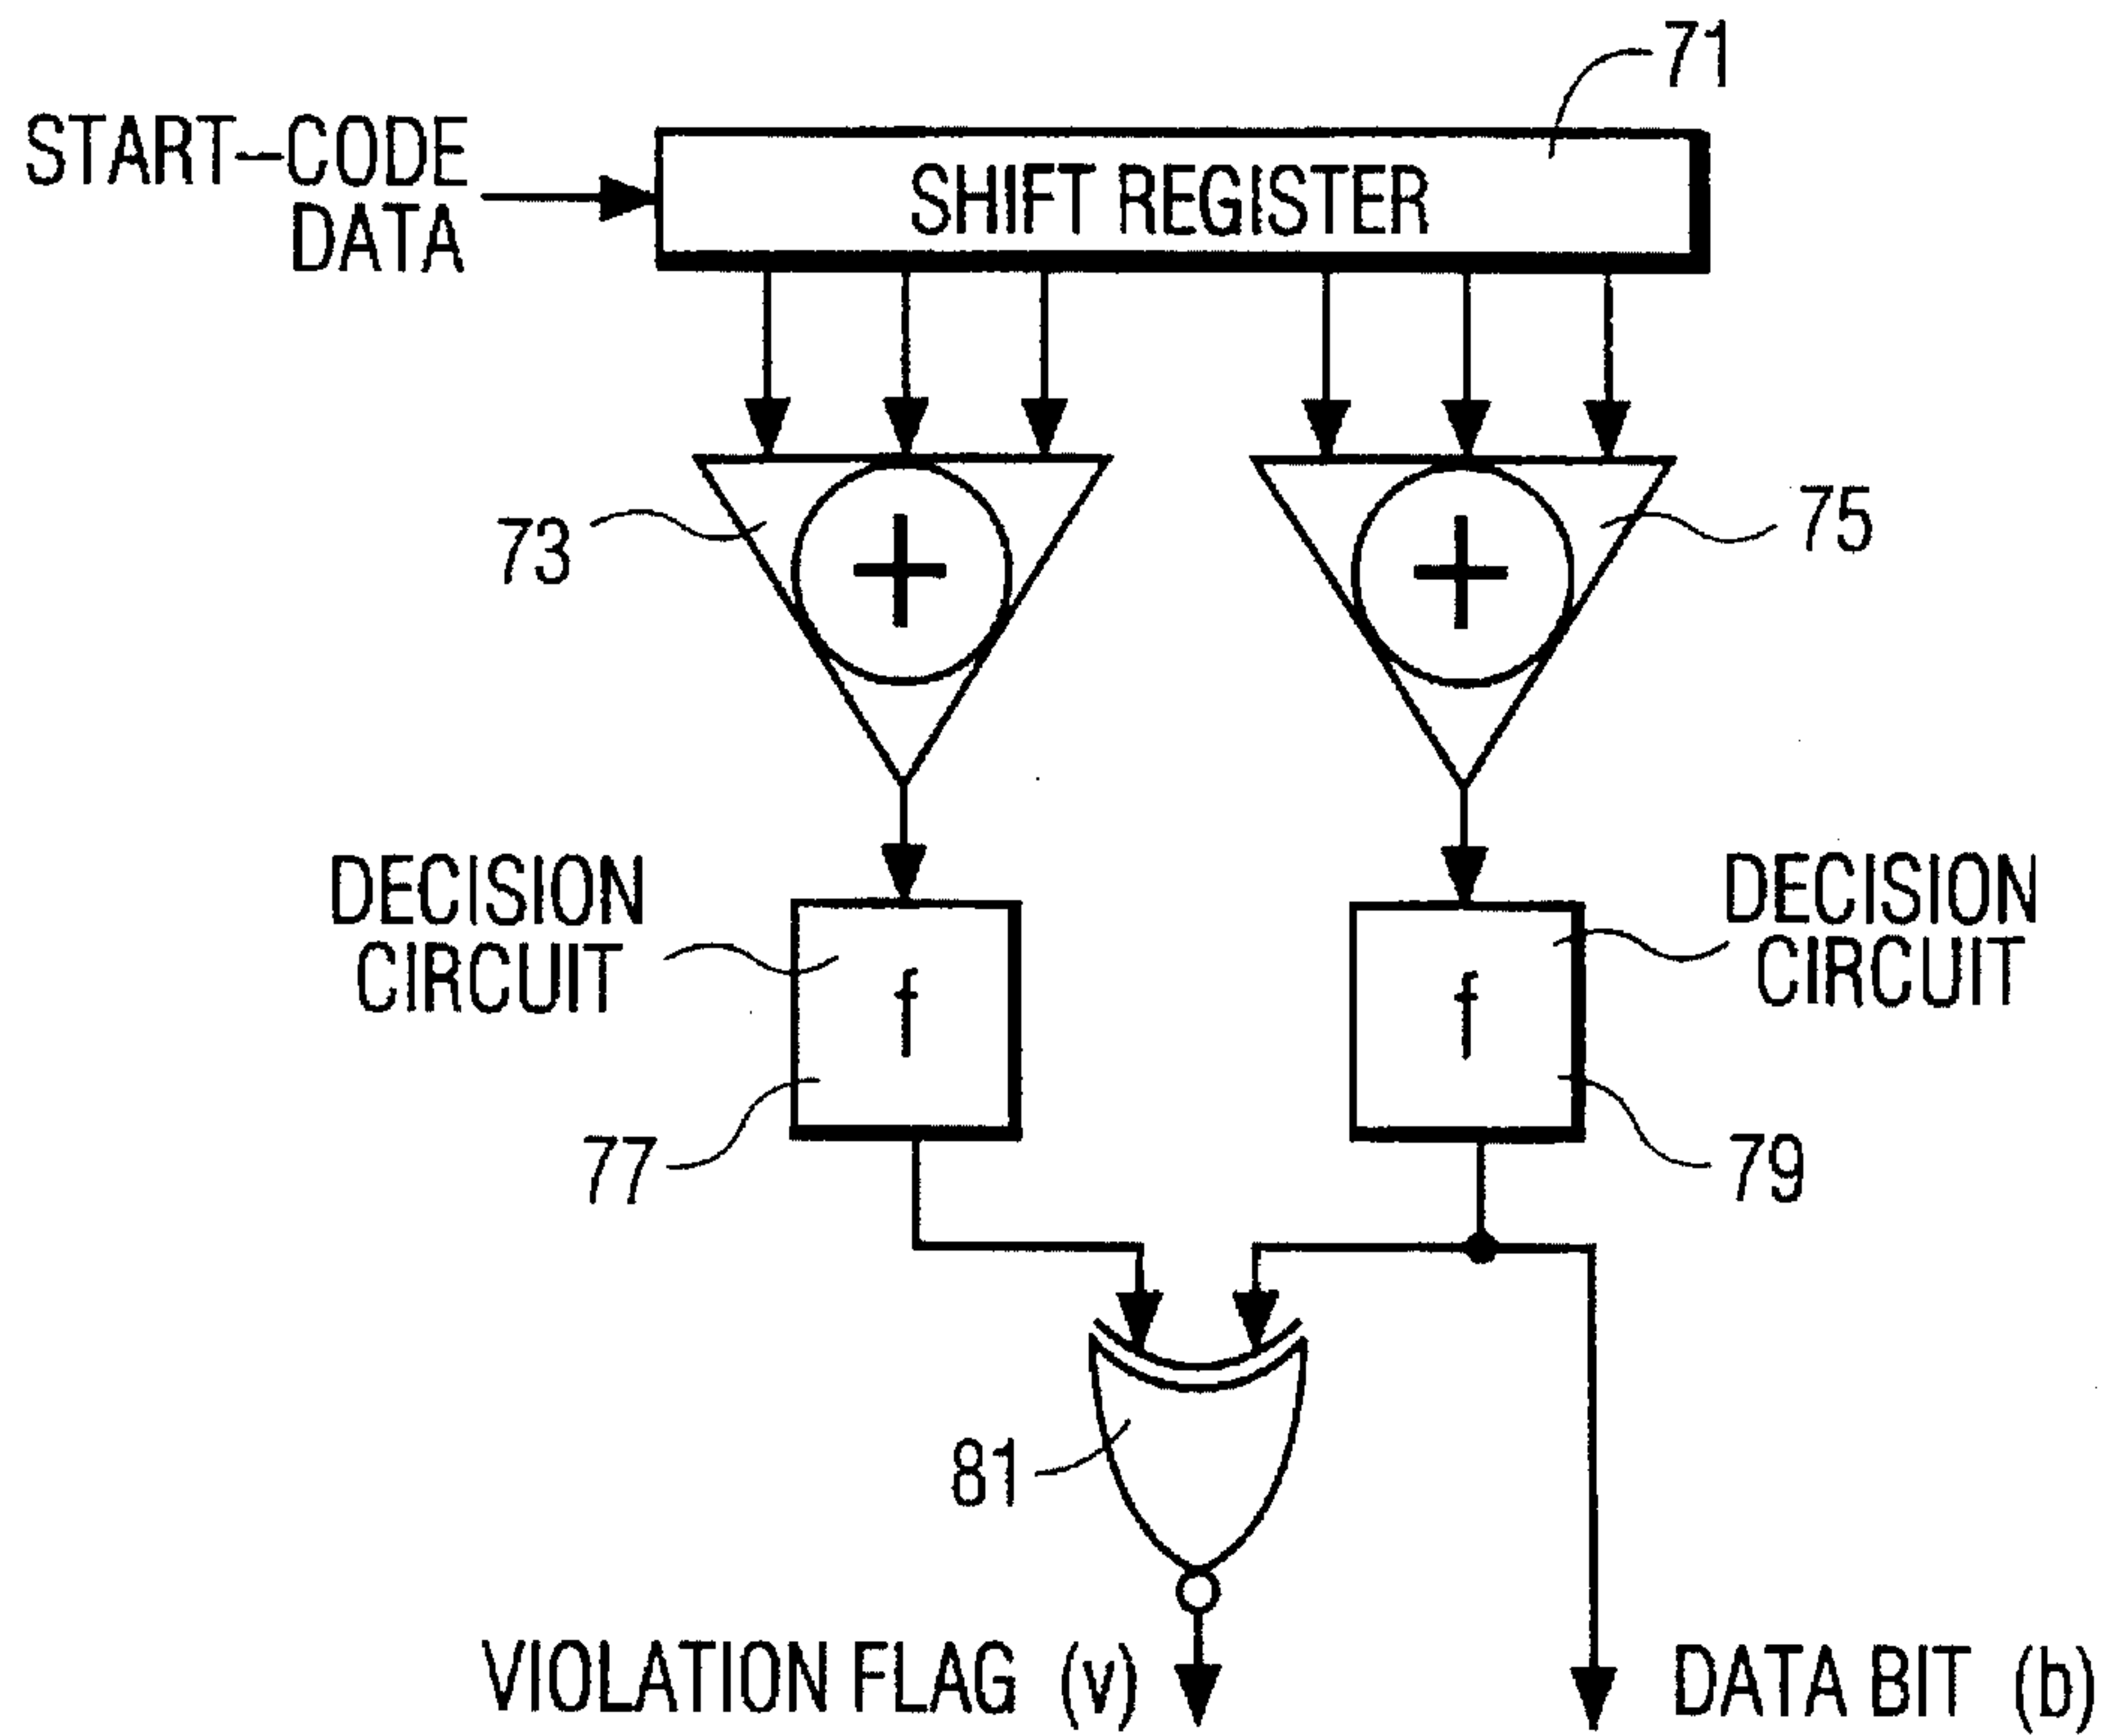 71
START-CODE
DATA
SHIFT REGISTER
73
+
+
75
DECISION
CIRCUIT
f
f
DECISION
CIRCUIT
77
79
81
VIOLATION FLAG (v)
DATA BIT (b)